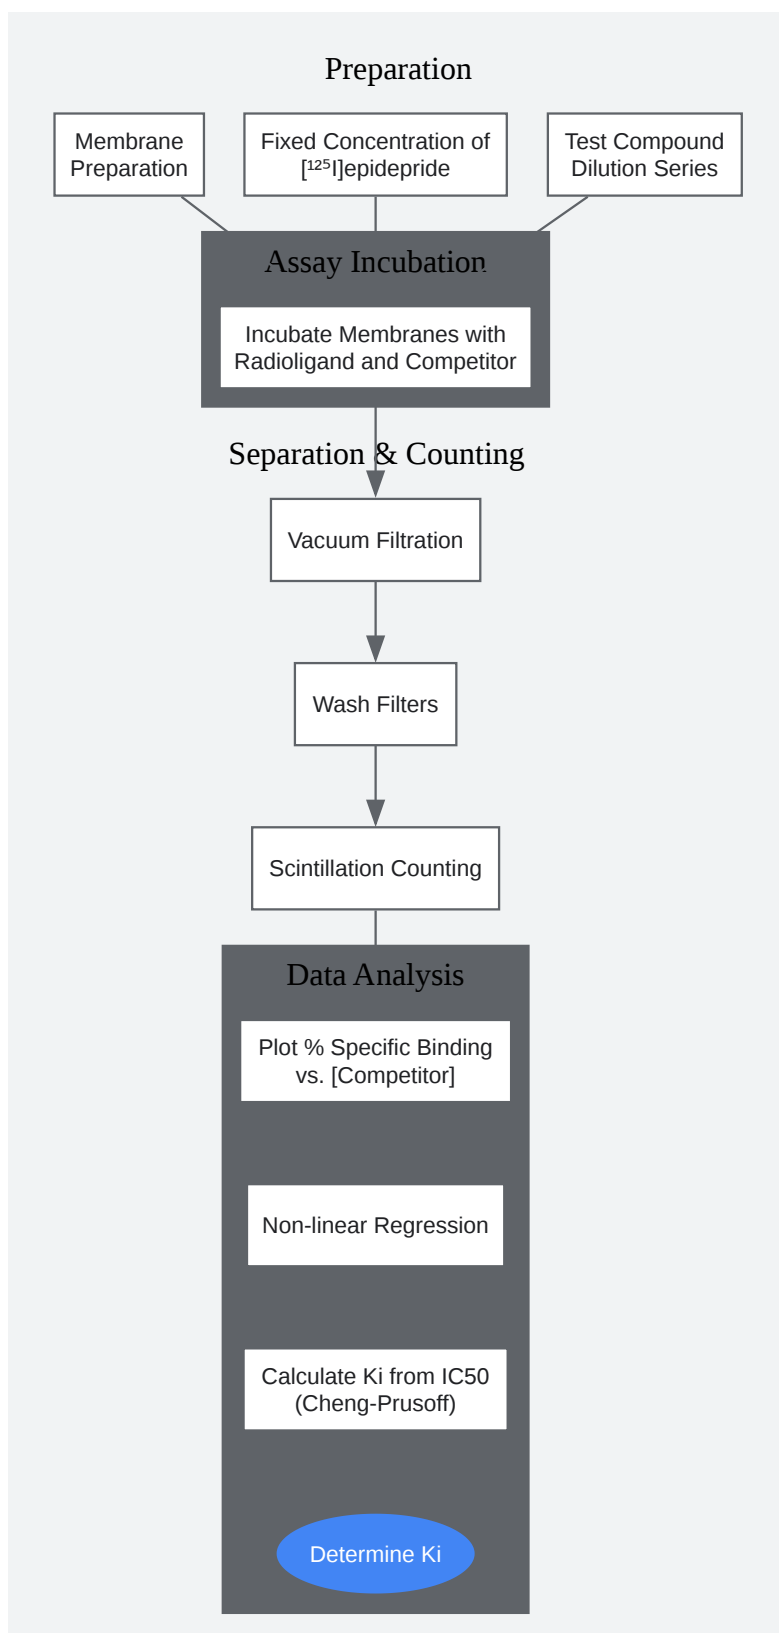 Preparation
Membrane
Preparation
Fixed Concentration of
[¹²⁵I]epidepride
Test Compound
Dilution Series
Assay Incubation
Incubate Membranes with
Radioligand and Competitor
Separation & Counting
Vacuum Filtration
Wash Filters
Scintillation Counting
Data Analysis
Plot % Specific Binding
vs. [Competitor]
Non-linear Regression
Calculate Ki from IC50
(Cheng-Prusoff)
Determine Ki